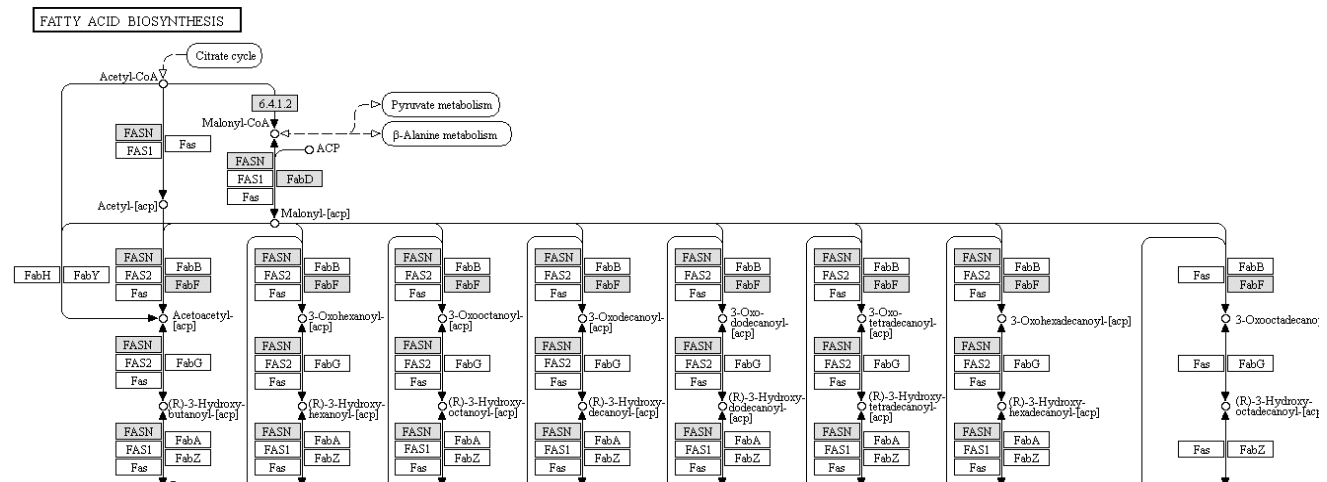 FATTY ACID BIOSYNTHESIS
Citrate cycle
Acetyl-CoA
6.4.1.2
Pyruvate metabolism
Malonyl-CoA
β-Alanine metabolism
FASN
FAS1
Fas
ACP
FASN
FAS1
Fas
FabD
Acetyl-[acp]
Malonyl-[acp]
FabH
FabY
FASN
FAS2
Fas
FabB
FabF
FASN
FAS2
Fas
FabB
FabF
FASN
FAS2
Fas
FabB
FabF
FASN
FAS2
Fas
FabB
FabF
FASN
FAS2
Fas
FabB
FabF
FASN
FAS2
Fas
FabB
FabF
FASN
FAS2
Fas
FabB
FabF
Fas
FabB
FabF
Acetoacetyl-
[acp]
3-Oxohexanoyl-
[acp]
3-Oxooctanoyl-
[acp]
3-Oxodecanoyl-
[acp]
3-Oxo-
dodecanoyl-
[acp]
3-Oxo-
tetradecanoyl-
[acp]
3-Oxohexadecanoyl-[acp]
3-Oxooctadecano
FASN
FAS2
Fas
FabG
FASN
FAS2
Fas
FabG
FASN
FAS2
Fas
FabG
FASN
FAS2
Fas
FabG
FASN
FAS2
Fas
FabG
FASN
FAS2
Fas
FabG
FASN
FAS2
Fas
FabG
Fas
FabG
(R)-3-Hydroxy-
butanoyl-[acp]
(R)-3-Hydroxy-
hexanoyl-[acp]
(R)-3-Hydroxy-
octanoyl-[acp]
(R)-3-Hydroxy-
decanoyl-[acp]
(R)-3-Hydroxy-
dodecanoyl-
[acp]
(R)-3-Hydroxy-
tetradecanoyl-
[acp]
(R)-3-Hydroxy-
hexadecanoyl-[acp]
(R)-3-Hydroxy-
octadecanoyl-[acp
FASN
FAS1
Fas
FabA
FabZ
FASN
FAS1
Fas
FabA
FabZ
FASN
FAS1
Fas
FabA
FabZ
FASN
FAS1
Fas
FabA
FabZ
FASN
FAS1
Fas
FabA
FabZ
FASN
FAS1
Fas
FabA
FabZ
FASN
FAS1
Fas
FabA
FabZ
Fas
FabZ